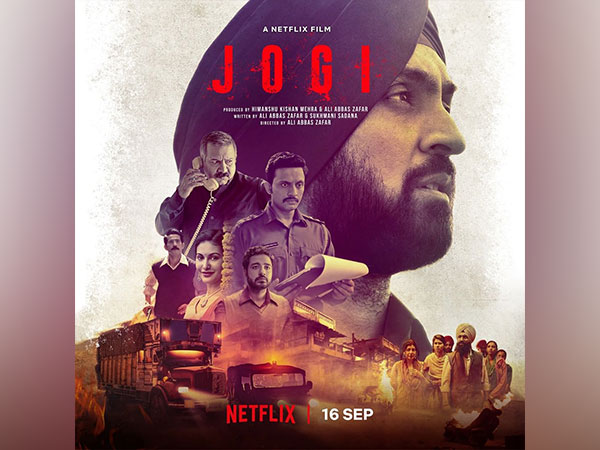 A NETFLIX FILM
JOGI
PRODUCED BY HIMANSHU KISHAN MEHRA & ALI ABBAS ZAFAR
WRITTEN BY ALI ABBAS ZAFAR & SUKHMANI SADANA
DIRECTED BY ALI ABBAS ZAFAR
NETFLIX | 16 SEP